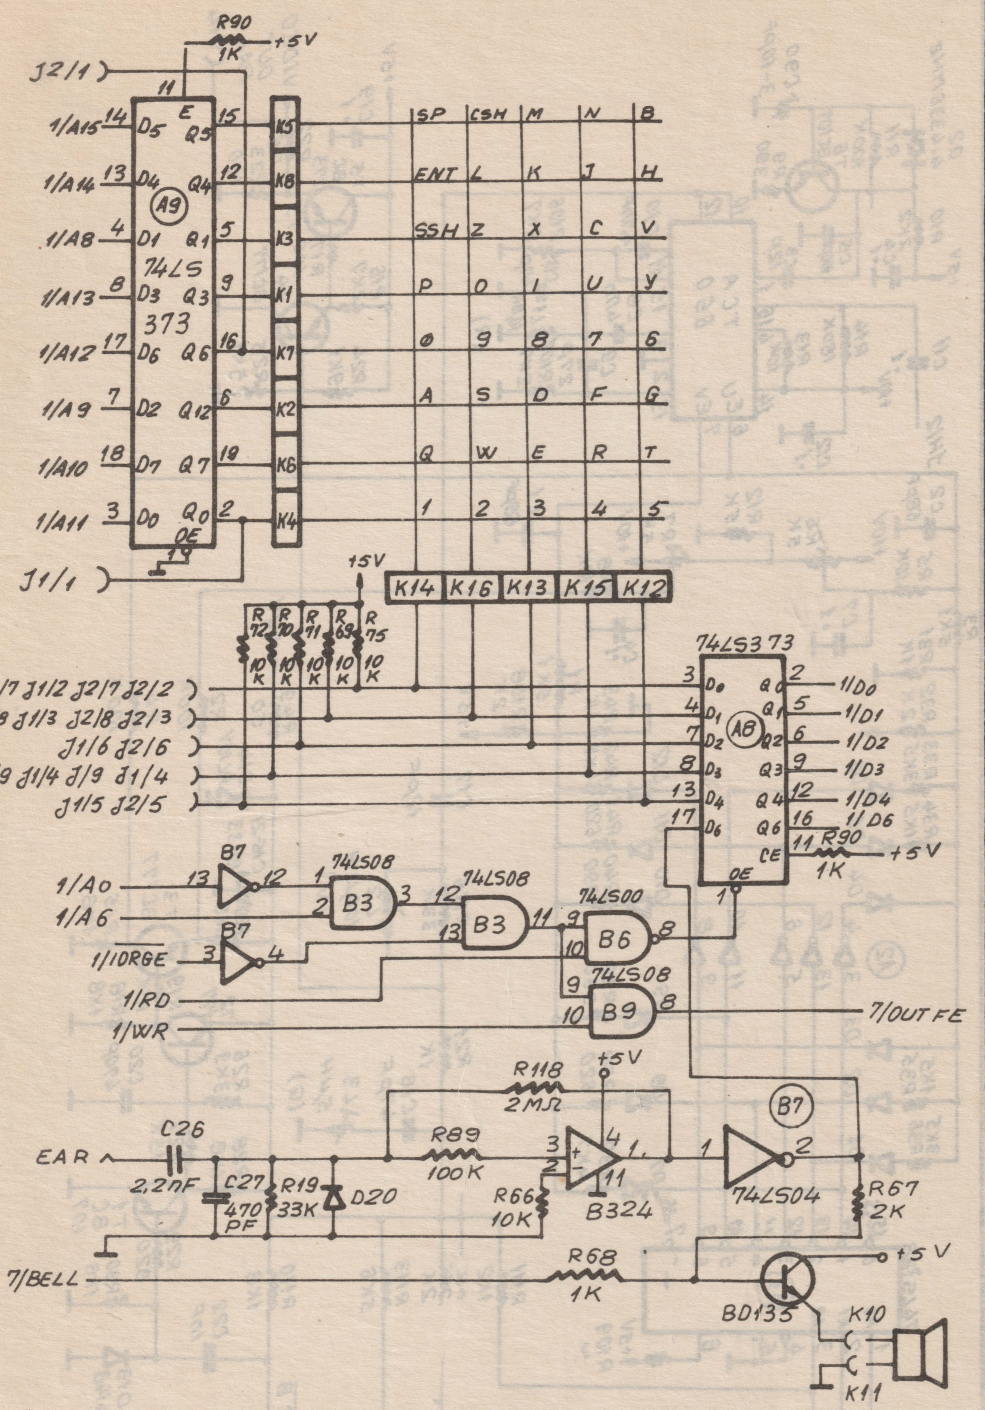 R90
1K
+5V
J2/1
11
E
1/A15 14 D5 Q5 15 K5 SP CSH M N B
1/A14 13 D4 Q4 12 K8 ENT L K J H
A9
1/A8 4 D1 Q1 5 K3 SSH Z X C V
74LS
1/A13 8 D3 Q3 9 K1 P O I U Y
373
1/A12 17 D6 Q6 16 K7 Ø 9 8 7 6
1/A9 7 D2 Q12 6 K2 A S D F G
1/A10 18 D7 Q7 19 K6 Q W E R T
1/A11 3 D0 Q0 2 K4 1 2 3 4 5
OE
1
J1/1
+5V
K14 K16 K13 K15 K12
R72 R70 R71 R69 R75
10K 10K 10K 10K 10K
74LS373
/7 J1/2 J2/7 J2/2 3 D0 Q0 2 1/D0
8 J1/3 J2/8 J2/3 4 D1 Q1 5 1/D1
A8
J1/6 J2/6 7 D2 Q2 6 1/D2
/9 J1/4 J/9 J1/4 8 D3 Q3 9 1/D3
J1/5 J2/5 13 D4 Q4 12 1/D4
17 D6 Q6 16 1/D6
CE 11 R90 +5V
1K
OE
1
B7 74LS08 74LS08 74LS00
1/A0 13 12 1 B3 3 12
1/A6 2
B3 11 9 B6 8
B7
1/IORGE 3 4 13 10
74LS08
1/RD 9 B9 8 7/OUT FE
1/WR 10
R118 +5V
2MΩ
B7
C26
EAR R89 3 + 4 1 1 2
2,2nF 100K 2 - 11
C27 R19 D20 R66 74LS04 R67
470 33K 10K B324 2K
PF
7/BELL R68 +5V
1K
BD135 K10
K11